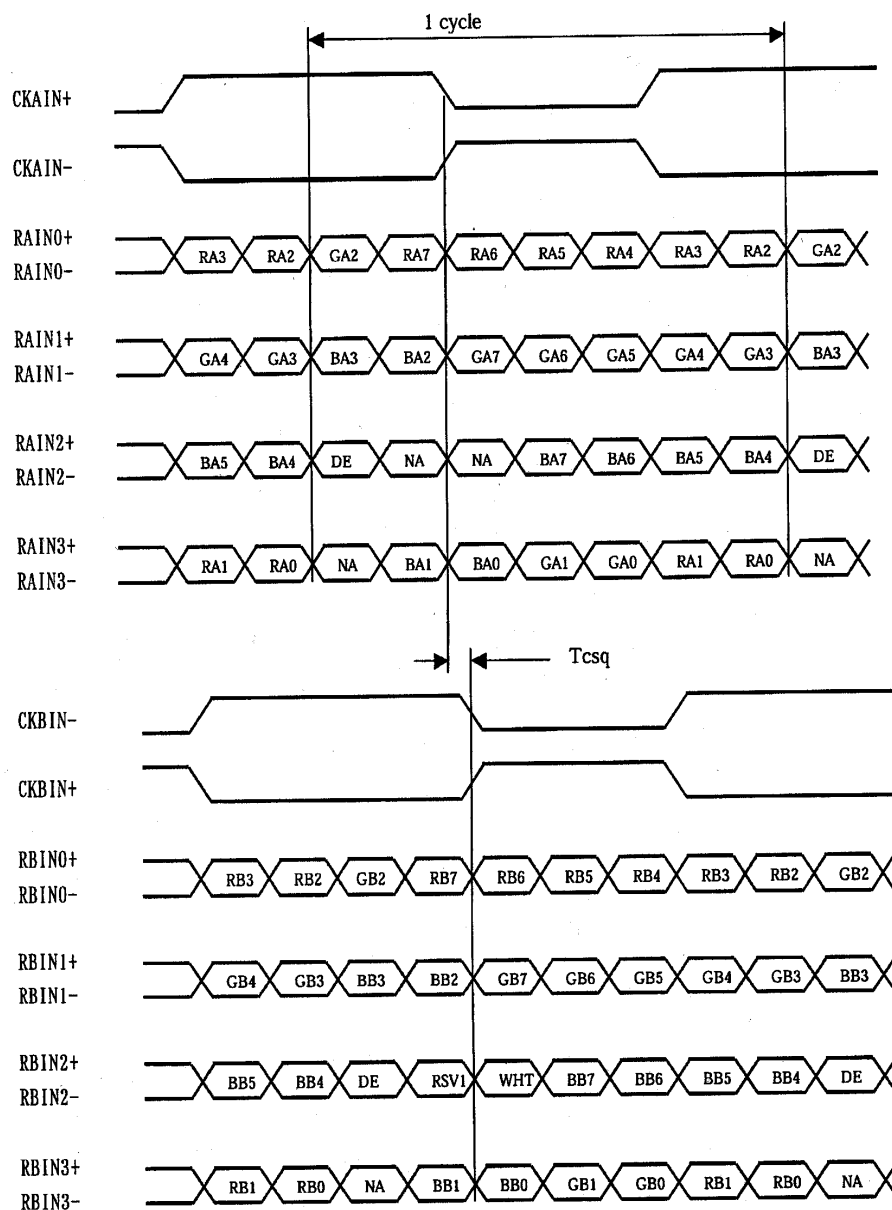 1 cycle
CKAIN+
CKAIN-
RAIN0+
RA3 RA2 GA2 RA7 RA6 RA5 RA4 RA3 RA2 GA2
RAIN0-
RAIN1+
GA4 GA3 BA3 BA2 GA7 GA6 GA5 GA4 GA3 BA3
RAIN1-
RAIN2+
BA5 BA4 DE NA NA BA7 BA6 BA5 BA4 DE
RAIN2-
RAIN3+
RA1 RA0 NA BA1 BA0 GA1 GA0 RA1 RA0 NA
RAIN3-
Tcsq
CKBIN-
CKBIN+
RBIN0+
RB3 RB2 GB2 RB7 RB6 RB5 RB4 RB3 RB2 GB2
RBIN0-
RBIN1+
GB4 GB3 BB3 BB2 GB7 GB6 GB5 GB4 GB3 BB3
RBIN1-
RBIN2+
BB5 BB4 DE RSV1 WHT BB7 BB6 BB5 BB4 DE
RBIN2-
RBIN3+
RB1 RB0 NA BB1 BB0 GB1 GB0 RB1 RB0 NA
RBIN3-